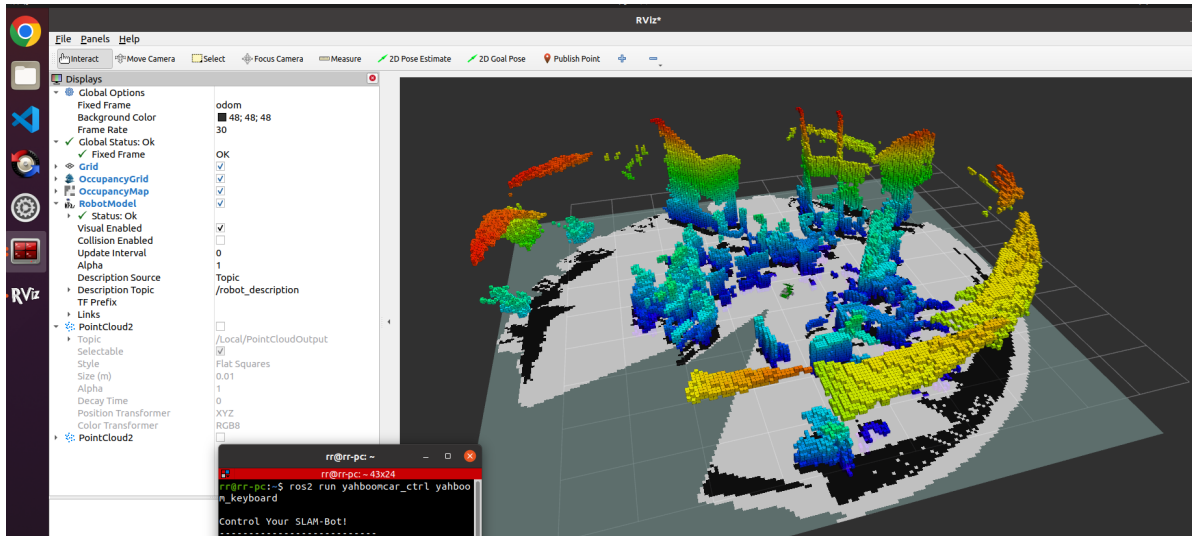 RViz*
File Panels Help
Interact Move Camera Select Focus Camera Measure 2D Pose Estimate 2D Goal Pose Publish Point
Displays
Global Options
Fixed Frame odom
Background Color 48; 48; 48
Frame Rate 30
Global Status: Ok
Fixed Frame OK
Grid
OccupancyGrid
OccupancyMap
RobotModel
Status: Ok
Visual Enabled
Collision Enabled
Update Interval 0
Alpha 1
Description Source Topic
Description Topic /robot_description
TF Prefix
Links
PointCloud2
Topic /Local/PointCloudOutput
Selectable
Style Flat Squares
Size (m) 0.01
Alpha 1
Decay Time 0
Position Transformer XYZ
Color Transformer RGB8
PointCloud2
RViz
rr@rr-pc: ~
rr@rr-pc: ~ 43x24
rr@rr-pc:~$ ros2 run yahboomcar_ctrl yahboo
m_keyboard
Control Your SLAM-Bot!
---------------------------